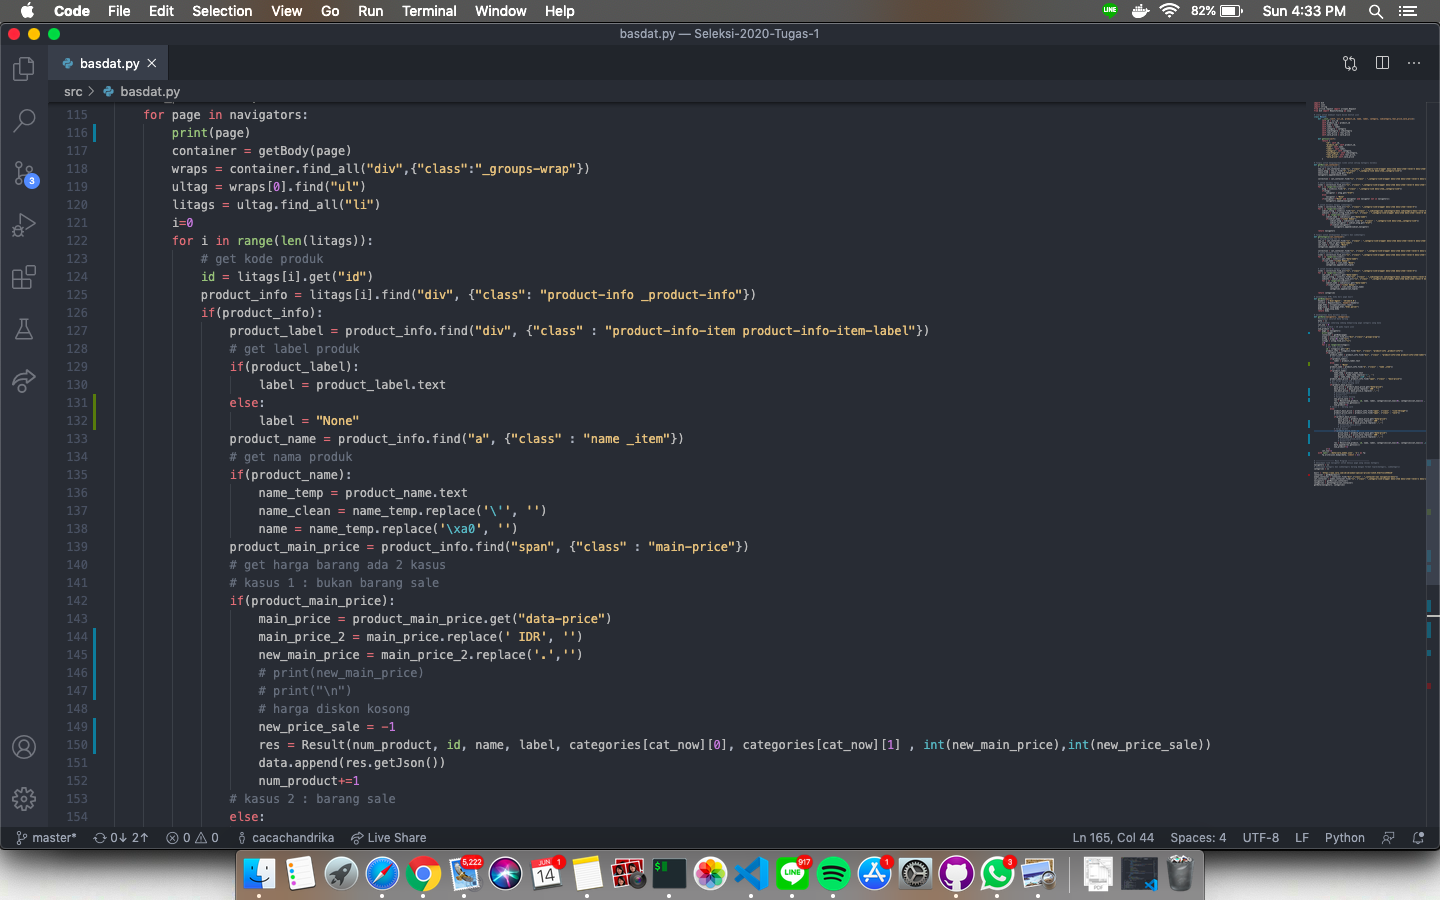 Code File Edit Selection View Go Run Terminal Window Help LINE 82% Sun 4:33 PM
basdat.py — Seleksi-2020-Tugas-1
basdat.py
src > basdat.py
115 for page in navigators:
116 print(page)
117 container = getBody(page)
118 wraps = container.find_all("div",{"class":"_groups-wrap"})
119 ultag = wraps[0].find("ul")
120 litags = ultag.find_all("li")
121 i=0
122 for i in range(len(litags)):
123 # get kode produk
124 id = litags[i].get("id")
125 product_info = litags[i].find("div", {"class": "product-info _product-info"})
126 if(product_info):
127 product_label = product_info.find("div", {"class" : "product-info-item product-info-item-label"})
128 # get label produk
129 if(product_label):
130 label = product_label.text
131 else:
132 label = "None"
133 product_name = product_info.find("a", {"class" : "name _item"})
134 # get nama produk
135 if(product_name):
136 name_temp = product_name.text
137 name_clean = name_temp.replace('\'', '')
138 name = name_temp.replace('\xa0', '')
139 product_main_price = product_info.find("span", {"class" : "main-price"})
140 # get harga barang ada 2 kasus
141 # kasus 1 : bukan barang sale
142 if(product_main_price):
143 main_price = product_main_price.get("data-price")
144 main_price_2 = main_price.replace(' IDR', '')
145 new_main_price = main_price_2.replace('.','')
146 # print(new_main_price)
147 # print("\n")
148 # harga diskon kosong
149 new_price_sale = -1
150 res = Result(num_product, id, name, label, categories[cat_now][0], categories[cat_now][1] , int(new_main_price),int(new_price_sale))
151 data.append(res.getJson())
152 num_product+=1
153 # kasus 2 : barang sale
154 else:
3
master* 0↓ 2↑ 0 0 cacachandrika Live Share Ln 165, Col 44 Spaces: 4 UTF-8 LF Python
5,222 JUN 14 1 $ LINE 917 1 3 PDF